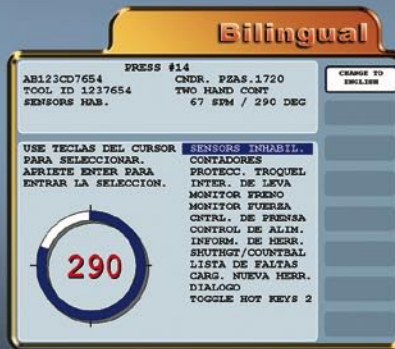 Bilingual
PRESS #14
AB123CD7654 CNDR. PZAS.1720
TOOL ID 1237654 TWO HAND CONT
SENSORS HAB. 67 SPM / 290 DEG
CHANGE TO
ENGLISH
USE TECLAS DEL CURSOR
PARA SELECCIONAR.
APRIETE ENTER PARA
ENTRAR LA SELECCION.
SENSORS INHABIL.
CONTADORES
PROTECC. TROQUEL
INTER. DE LEVA
MONITOR FRENO
MONITOR FUERZA
CNTRL. DE PRENSA
CONTROL DE ALIM.
INFORM. DE HERR.
SHUTHGT/COUNTBAL
LISTA DE FALTAS
CARG. NUEVA HERR.
DIALOGO
TOGGLE HOT KEYS 2
290